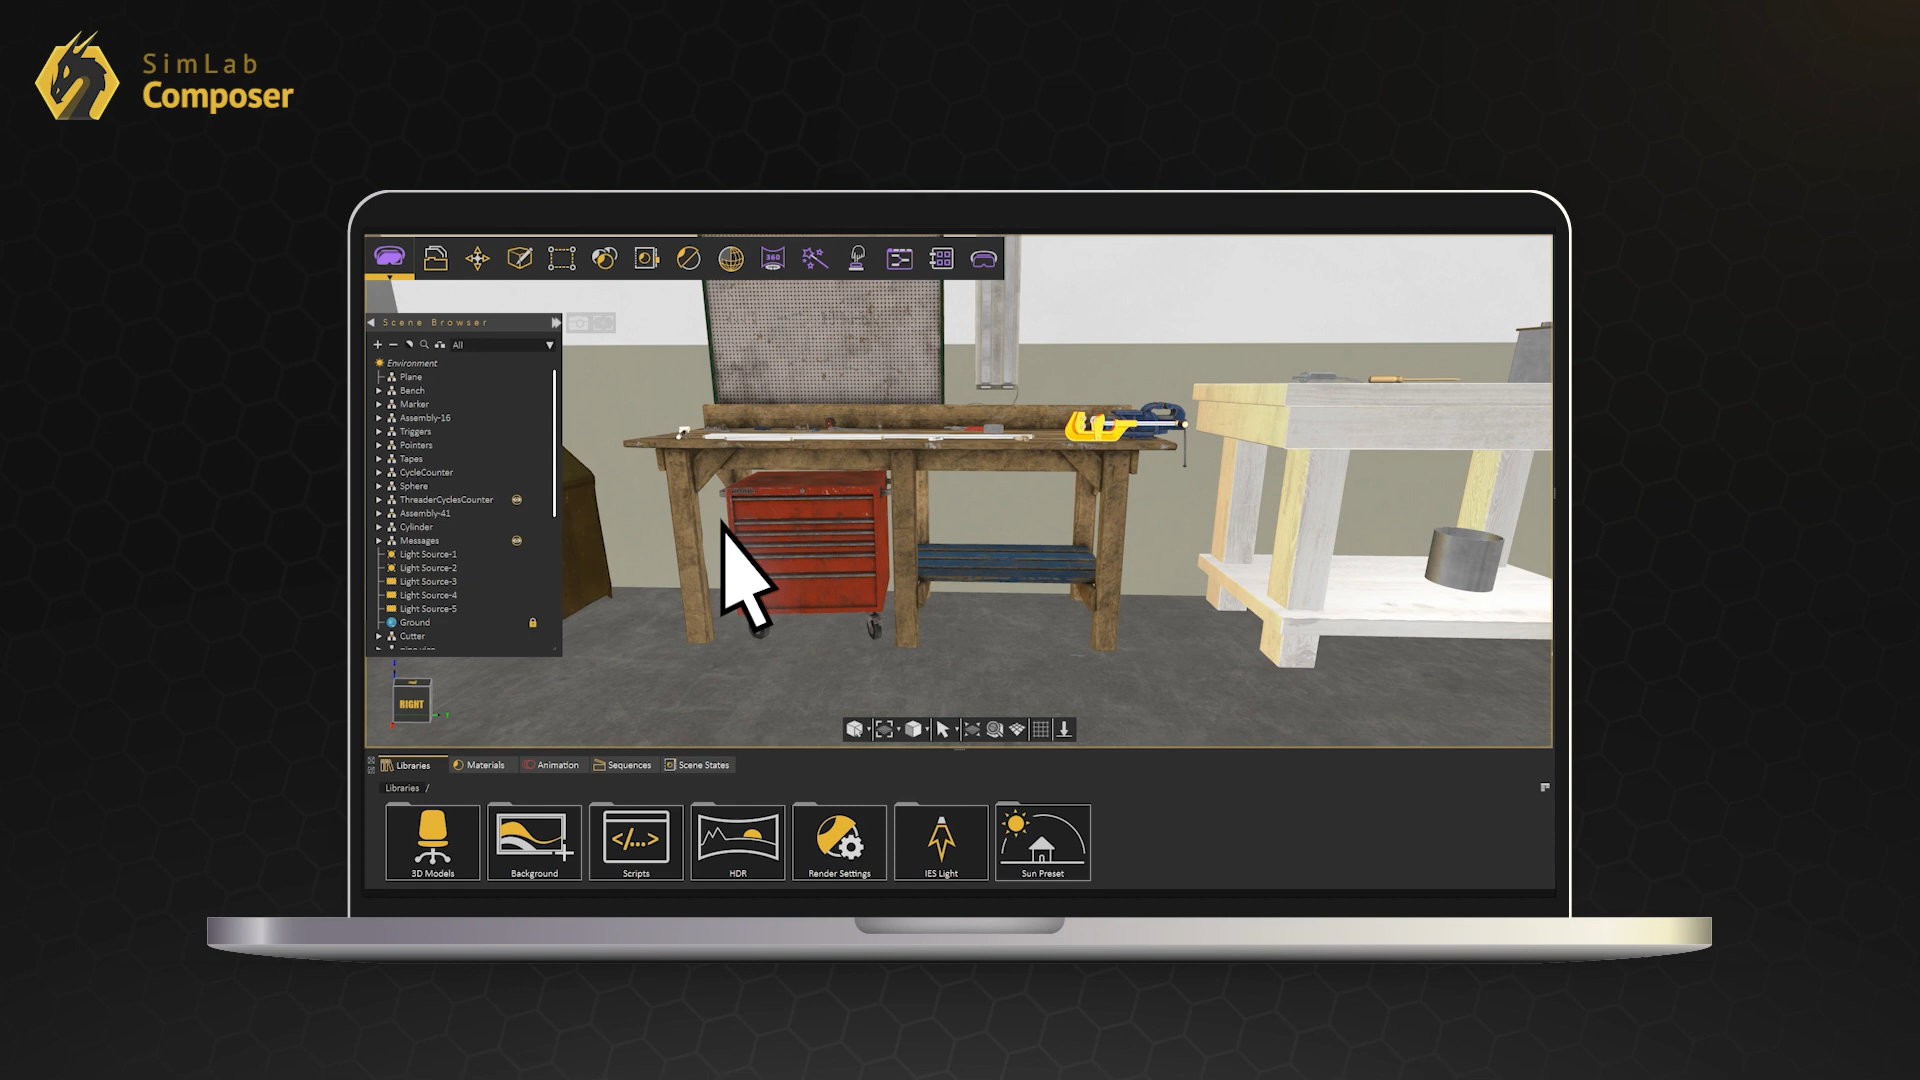 SimLab
Composer
360
Scene Browser
All
Environment
Plane
Bench
Marker
Assembly-16
Triggers
Pointers
Tapes
CycleCounter
Sphere
ThreaderCyclesCounter
Assembly-41
Cylinder
Messages
Light Source-1
Light Source-2
Light Source-3
Light Source-4
Light Source-5
Ground
Cutter
RIGHT
Libraries
Materials
Animation
Sequences
Scene States
Libraries /
3D Models
Background
</...>
Scripts
HDR
Render Settings
IES Light
Sun Preset